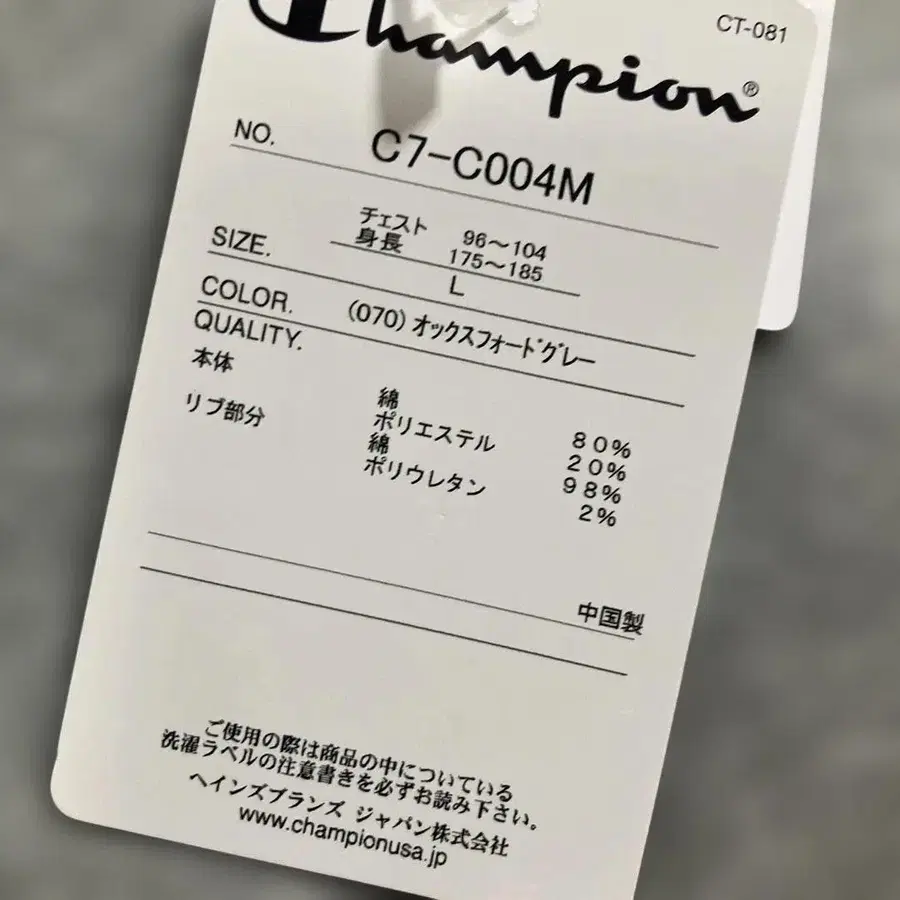 CT-081
Champion®
NO. C7-C004M
チェスト 96～104
身長 175～185
SIZE. L
COLOR. (070) オックスフォードグレー
QUALITY.
本体 綿 80%
ポリエステル 20%
リブ部分 綿 98%
ポリウレタン 2%
中国製
ご使用の際は商品の中についている
洗濯ラベルの注意書きを必ずお読み下さい。
ヘインズブランズ ジャパン株式会社
www.championusa.jp